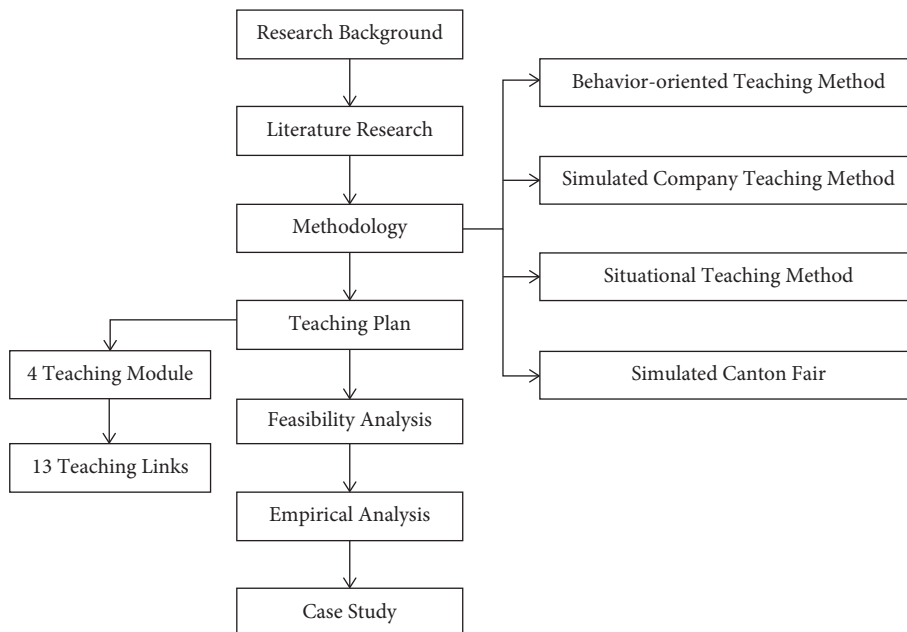 Research Background
Literature Research
Methodology
Teaching Plan
4 Teaching Module
13 Teaching Links
Feasibility Analysis
Empirical Analysis
Case Study
Behavior-oriented Teaching Method
Simulated Company Teaching Method
Situational Teaching Method
Simulated Canton Fair